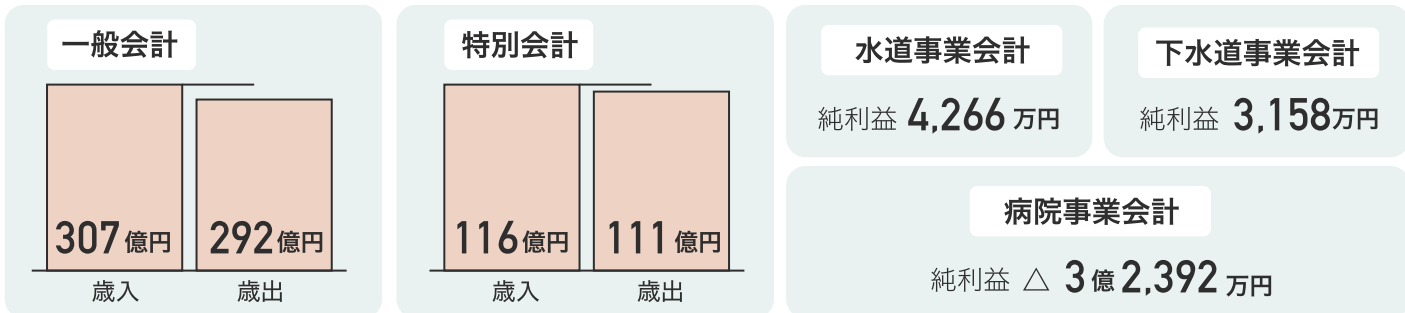 一般会計
307億円
292億円
歳入
歳出
特別会計
116億円
111億円
歳入
歳出
水道事業会計
純利益 4,266 万円
下水道事業会計
純利益 3,158万円
病院事業会計
純利益 △ 3億2,392万円